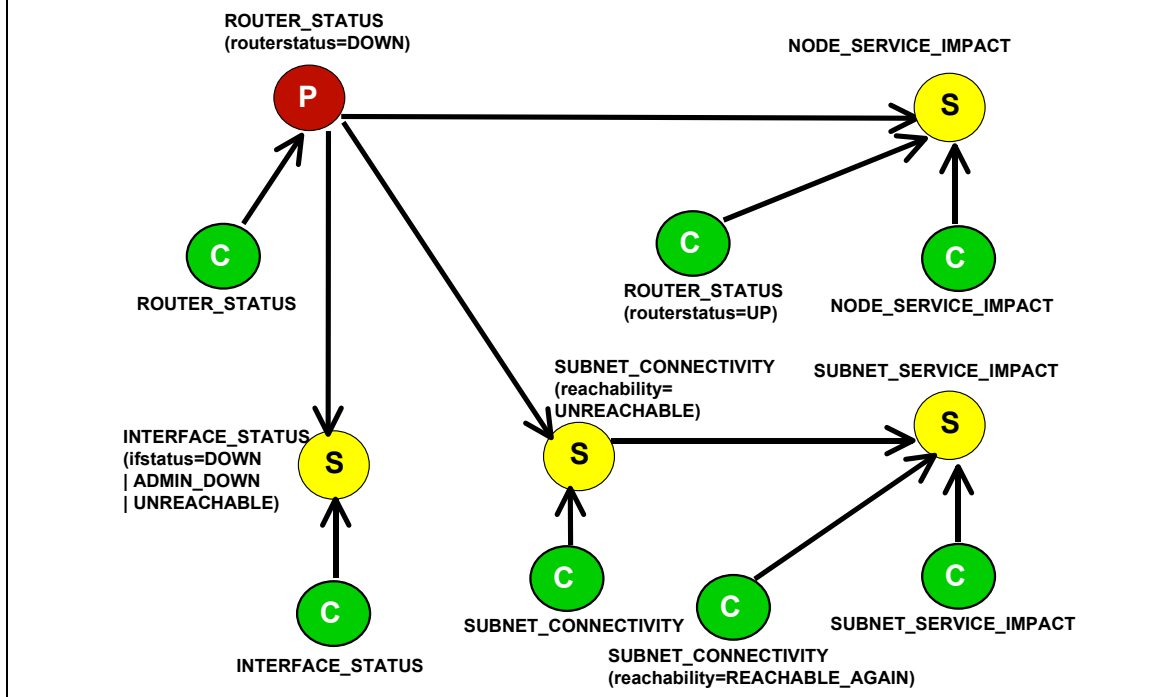 ROUTER_STATUS
(routerstatus=DOWN)
P
NODE_SERVICE_IMPACT
S
C
ROUTER_STATUS
C
ROUTER_STATUS
(routerstatus=UP)
C
NODE_SERVICE_IMPACT
INTERFACE_STATUS
(ifstatus=DOWN
| ADMIN_DOWN
| UNREACHABLE)
S
SUBNET_CONNECTIVITY
(reachability=
UNREACHABLE)
S
SUBNET_SERVICE_IMPACT
S
C
INTERFACE_STATUS
C
SUBNET_CONNECTIVITY
C
SUBNET_CONNECTIVITY
(reachability=REACHABLE_AGAIN)
C
SUBNET_SERVICE_IMPACT